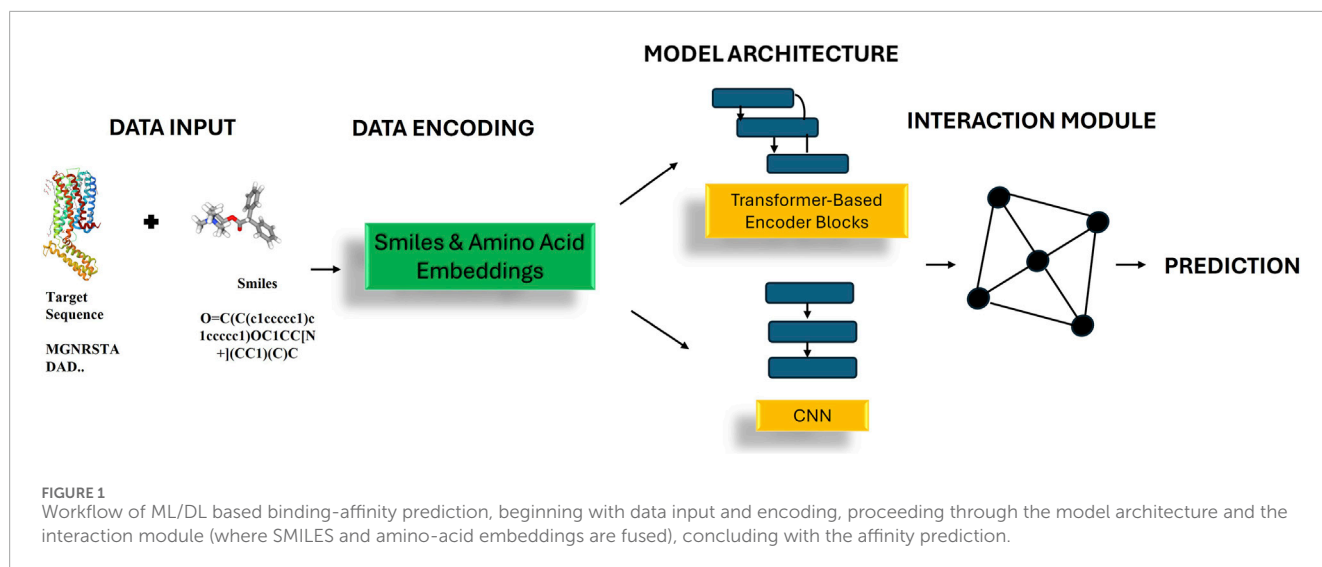 MODEL ARCHITECTURE
DATA INPUT
DATA ENCODING
INTERACTION MODULE
Target
Sequence
MGNRSTA
DAD..
Smiles
O=C(C(c1ccccc1)c
1ccccc1)OC1CC[N
+](CC1)(C)C
Smiles & Amino Acid
Embeddings
Transformer-Based
Encoder Blocks
CNN
PREDICTION
FIGURE 1
Workflow of ML/DL based binding-affinity prediction, beginning with data input and encoding, proceeding through the model architecture and the
interaction module (where SMILES and amino-acid embeddings are fused), concluding with the affinity prediction.